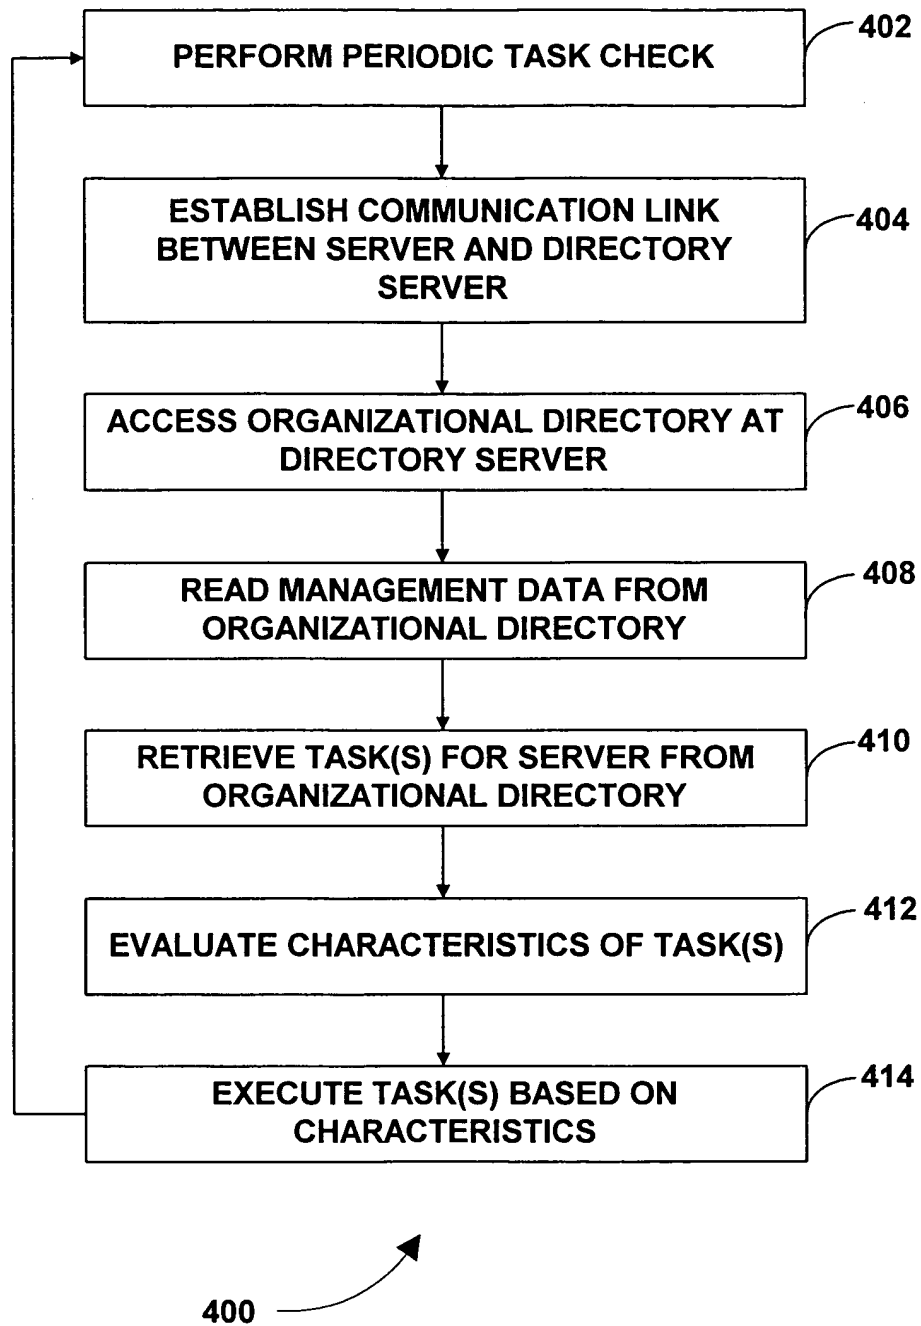 PERFORM PERIODIC TASK CHECK
402
ESTABLISH COMMUNICATION LINK
BETWEEN SERVER AND DIRECTORY
SERVER
404
ACCESS ORGANIZATIONAL DIRECTORY AT
DIRECTORY SERVER
406
READ MANAGEMENT DATA FROM
ORGANIZATIONAL DIRECTORY
408
RETRIEVE TASK(S) FOR SERVER FROM
ORGANIZATIONAL DIRECTORY
410
EVALUATE CHARACTERISTICS OF TASK(S)
412
EXECUTE TASK(S) BASED ON
CHARACTERISTICS
414
400